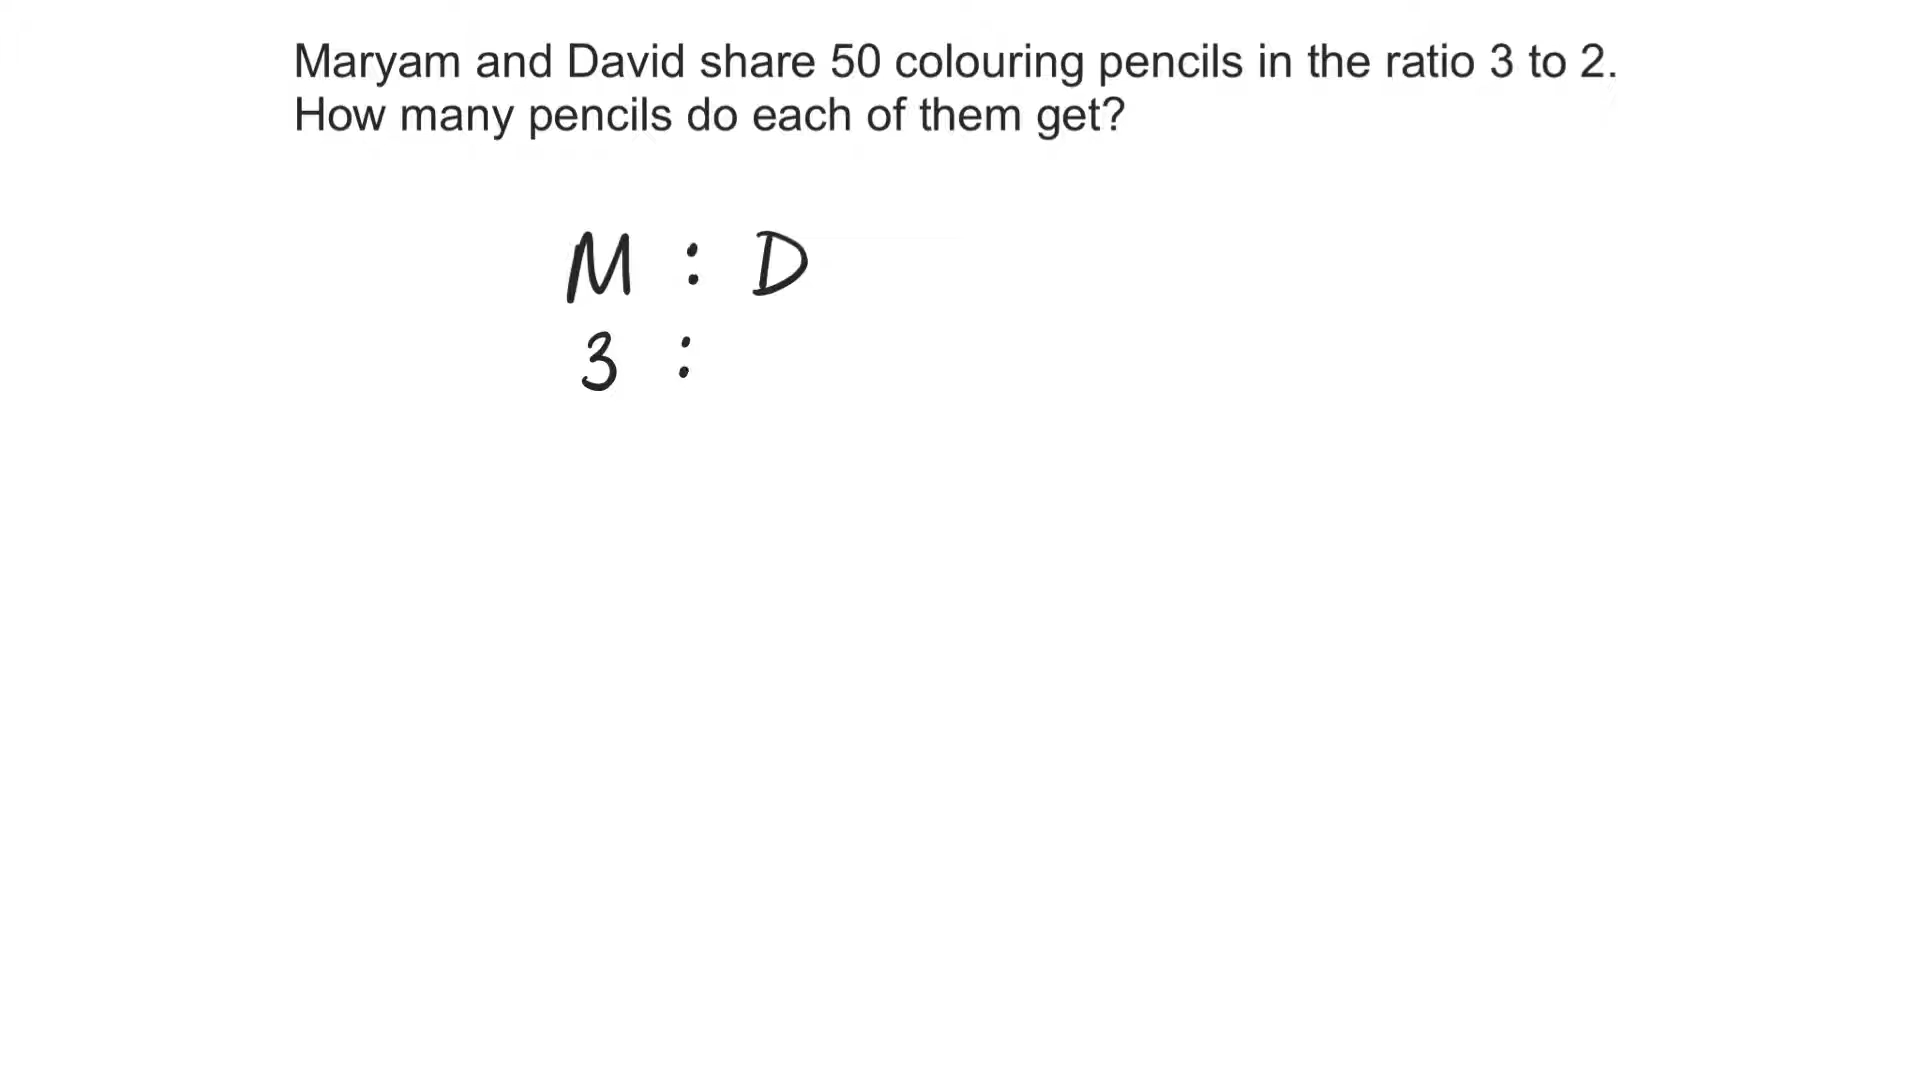 Maryam and David share 50 colouring pencils in the ratio 3 to 2.
How many pencils do each of them get?
M : D
3 :